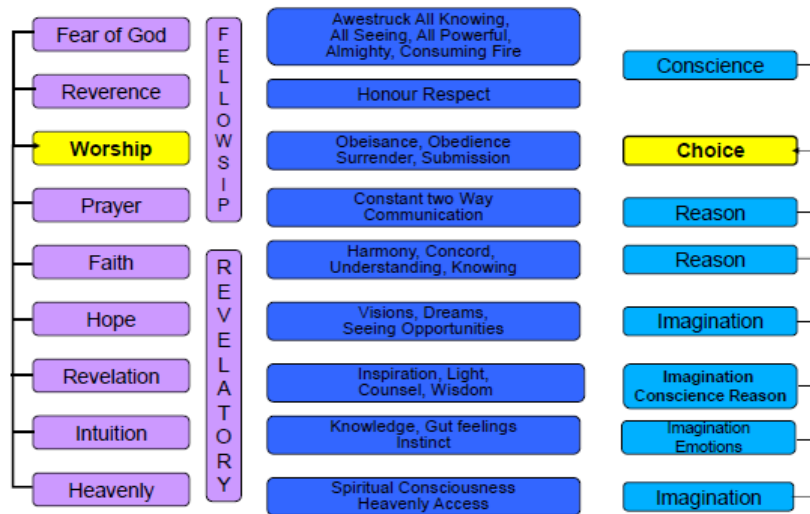 Fear of God
Reverence
Worship
Prayer
Faith
Hope
Revelation
Intuition
Heavenly
FELLOWSIP
REVELATORY
Awestruck All Knowing,
All Seeing, All Powerful,
Almighty, Consuming Fire
Honour Respect
Obeisance, Obedience
Surrender, Submission
Constant two Way
Communication
Harmony, Concord,
Understanding, Knowing
Visions, Dreams,
Seeing Opportunities
Inspiration, Light,
Counsel, Wisdom
Knowledge, Gut feelings
Instinct
Spiritual Consciousness
Heavenly Access
Conscience
Choice
Reason
Reason
Imagination
Imagination
Conscience Reason
Imagination
Emotions
Imagination